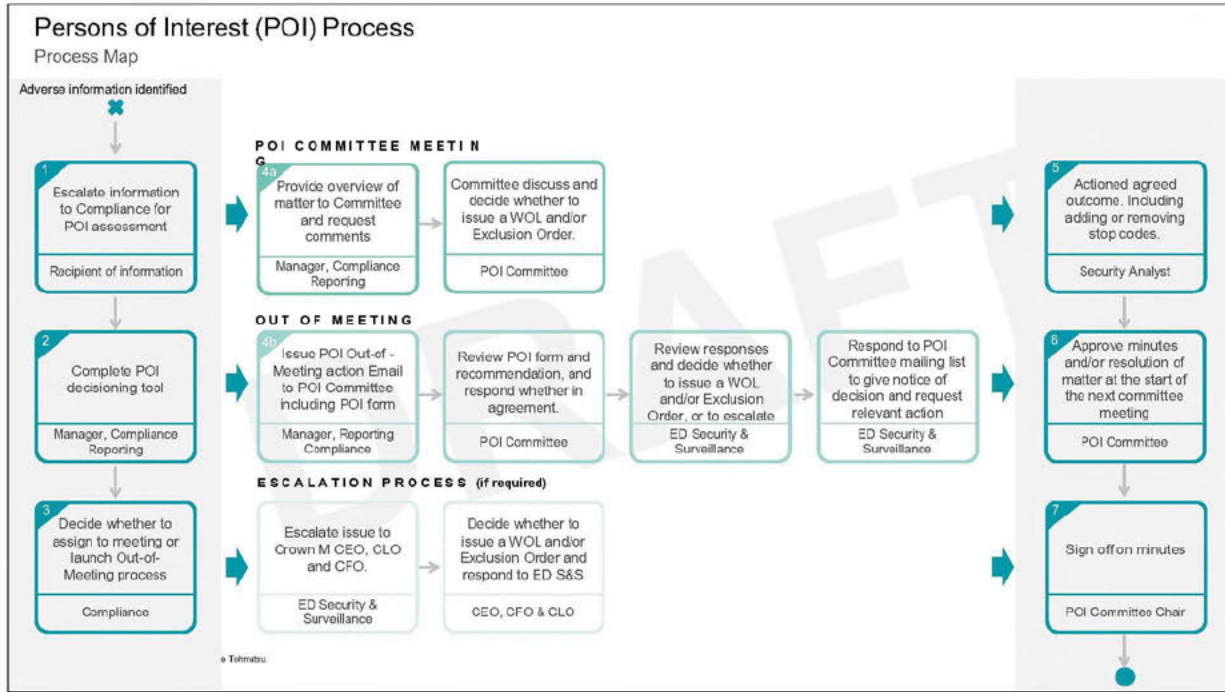 Persons of Interest (POI) Process
Process Map
Adverse information identified
1
Escalate information
to Compliance for
POI assessment
Recipient of information
2
Complete POI
decisioning tool
Manager, Compliance
Reporting
3
Decide whether to
assign to meeting or
launch Out-of-
Meeting process
Compliance
POI COMMITTEE MEETIN
G
4a
Provide overview of
matter to Committee
and request
comments
Manager, Compliance
Reporting
Committee discuss and
decide whether to
issue a WOL and/or
Exclusion Order.
POI Committee
OUT OF MEETING
4b
Issue POI Out-of -
Meeting action Email
to POI Committee
including POI form
Manager, Reporting
Compliance
Review POI form and
recommendation, and
respond whether in
agreement.
POI Committee
Review responses
and decide whether
to issue a WOL
and/or Exclusion
Order, or to escalate
ED Security &
Surveillance
Respond to POI
Committee mailing list
to give notice of
decision and request
relevant action
ED Security &
Surveillance
ESCALATION PROCESS (if required)
Escalate issue to
Crown M CEO, CLO
and CFO.
ED Security &
Surveillance
Decide whether to
issue a WOL and/or
Exclusion Order and
respond to ED S&S
CEO, CFO & CLO
5
Actioned agreed
outcome. Including
adding or removing
stop codes.
Security Analyst
6
Approve minutes
and/or resolution of
matter at the start of
the next committee
meeting
POI Committee
7
Sign off on minutes
POI Committee Chair
e Tohmatsu.
DRAFT